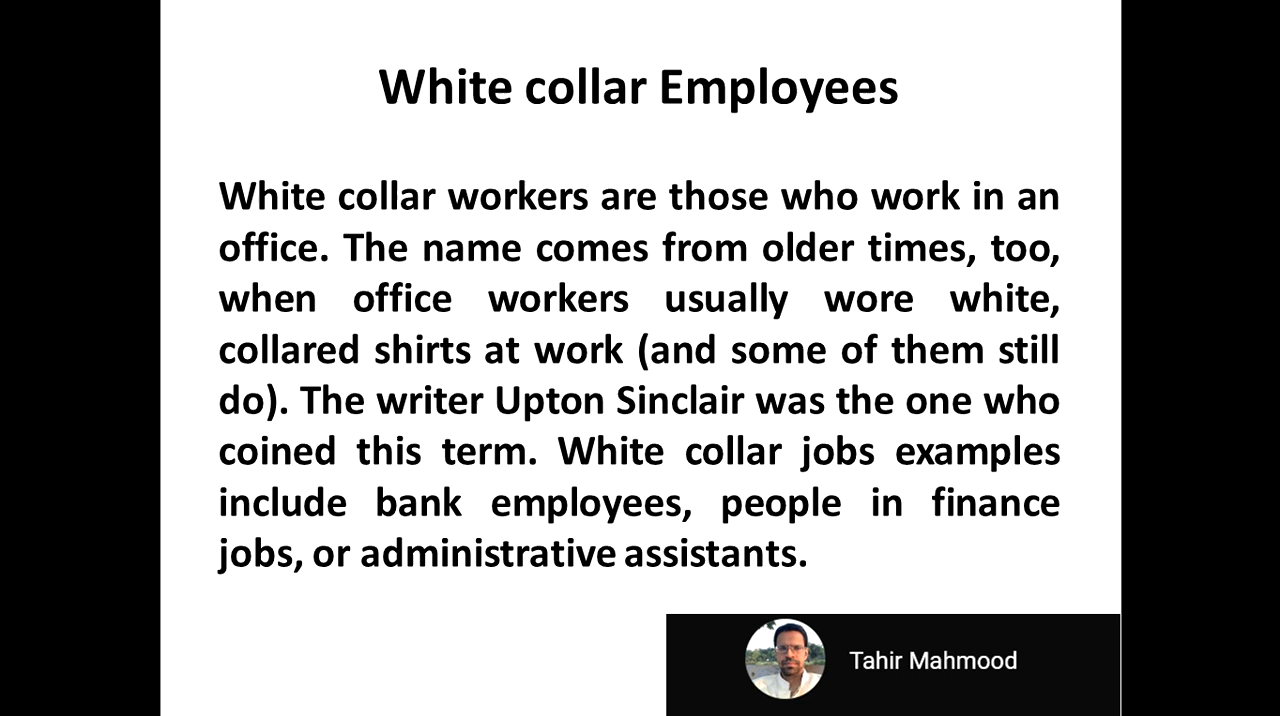 White collar Employees
White collar workers are those who work in an
office. The name comes from older times, too,
when office workers usually wore white,
collared shirts at work (and some of them still
do). The writer Upton Sinclair was the one who
coined this term. White collar jobs examples
include bank employees, people in finance
jobs, or administrative assistants.
Tahir Mahmood